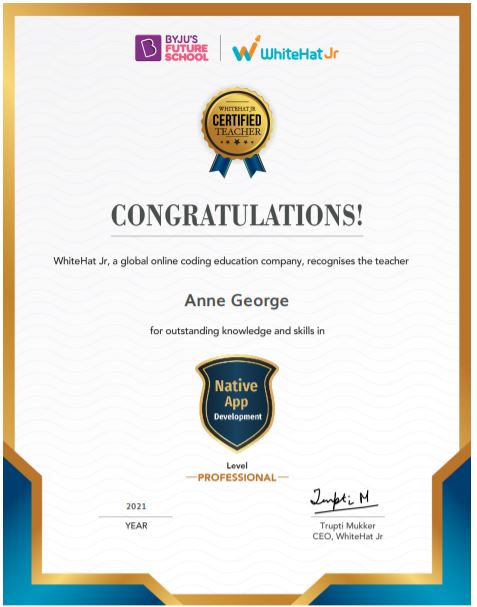 BYJU'S
FUTURE
SCHOOL
WhiteHat Jr
WHITEHAT JR
CERTIFIED
TEACHER
CONGRATULATIONS!
WhiteHat Jr, a global online coding education company, recognises the teacher
Anne George
for outstanding knowledge and skills in
Native
App
Development
Level
PROFESSIONAL
Trupti M
2021
YEAR
Trupti Mukker
CEO, WhiteHat Jr